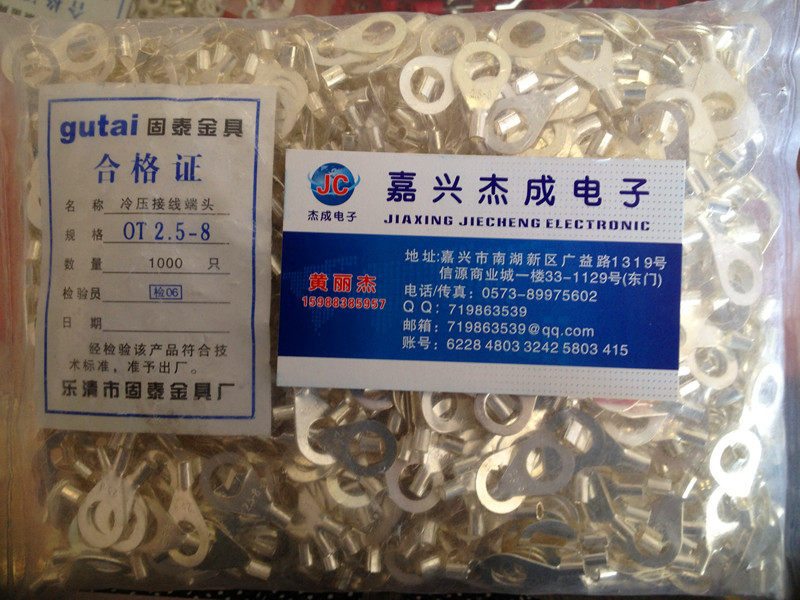 合格
gutai 固泰金具
合格证
名 称 冷压接线端头
规 格 OT 2.5-8
数 量 1000 只
检验员 检06
日 期
经检验该产品符合技
术标准，准予出厂。
乐清市固泰金具厂
JC
杰成电子
嘉兴杰成电子
JIAXING JIECHENG ELECTRONIC
黄丽杰
15988385957
地址:嘉兴市南湖新区广益路1319号
信源商业城一楼33-1129号(东门)
电话/传真：0573-89975602
Q Q：719863539
邮箱：719863539@qq.com
账号：6228 4803 3242 5803 415